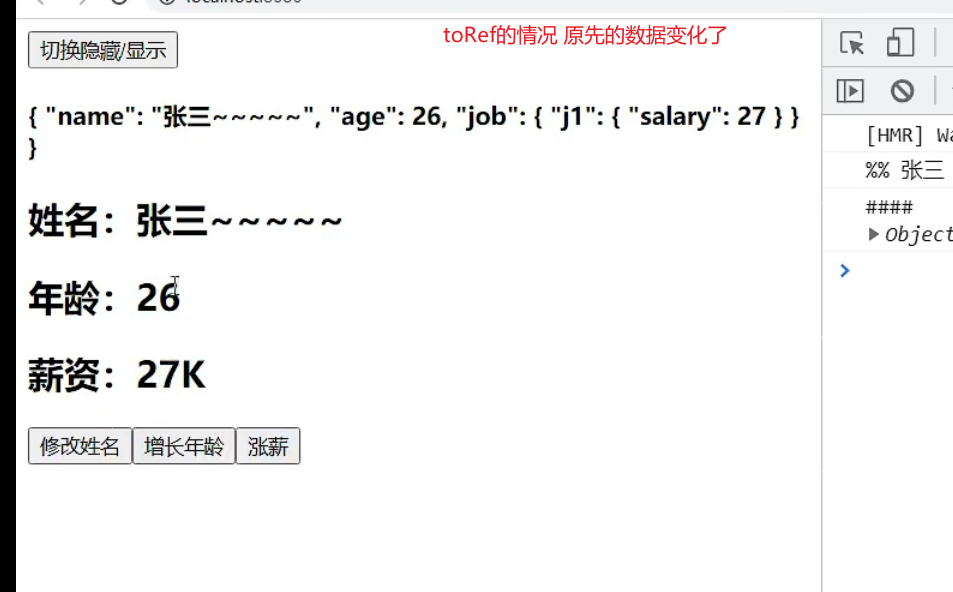 toRef的情况 原先的数据变化了
切换隐藏/显示
{ "name": "张三~~~~~", "age": 26, "job": { "j1": { "salary": 27 } }
}
姓名：张三~~~~~
年龄：26
薪资：27K
修改姓名 增长年龄 涨薪
[HMR] Wa
%% 张三
####
Object